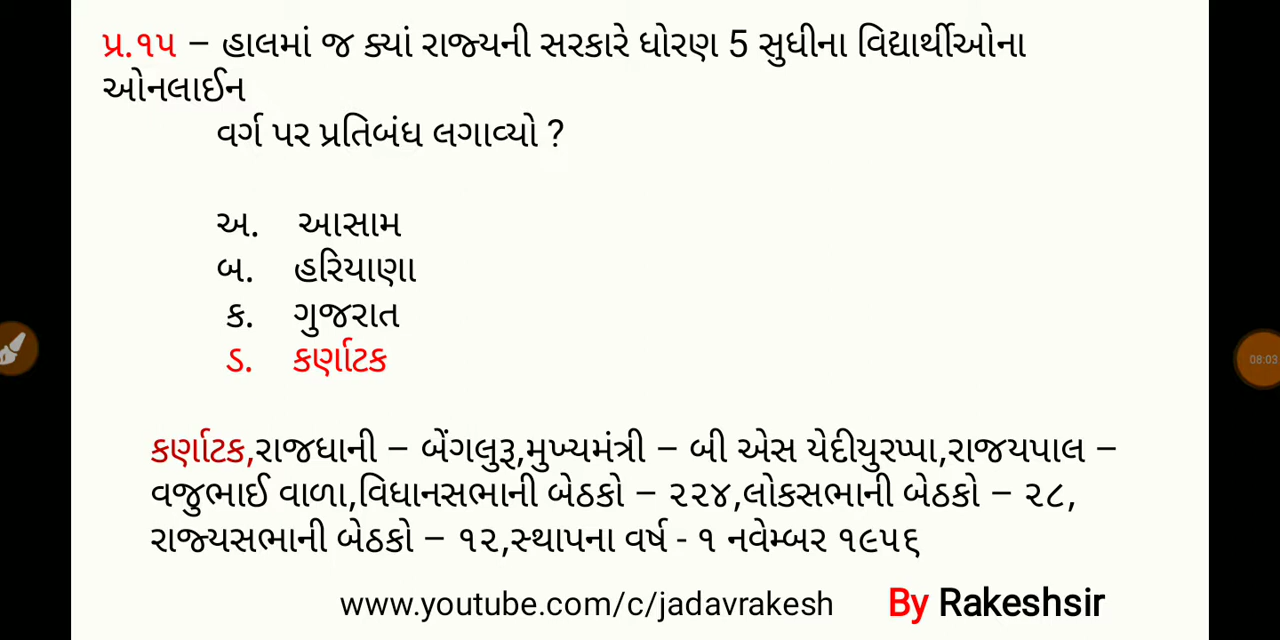 પ્ર.૧૫ – હાલમાં જ ક્યાં રાજ્યની સરકારે ધોરણ 5 સુધીના વિદ્યાર્થીઓના
ઓનલાઈન
વર્ગ પર પ્રતિબંધ લગાવ્યો ?
અ. આસામ
બ. હરિયાણા
ક. ગુજરાત
ડ. કર્ણાટક
કર્ણાટક,રાજધાની – બેંગલુરૂ,મુખ્યમંત્રી – બી એસ યેદીયુરપ્પા,રાજયપાલ –
વજુભાઈ વાળા,વિધાનસભાની બેઠકો – ૨૨૪,લોકસભાની બેઠકો – ૨૮,
રાજ્યસભાની બેઠકો – ૧૨,સ્થાપના વર્ષ - ૧ નવેમ્બર ૧૯૫૬
www.youtube.com/c/jadavrakesh By Rakeshsir
08:03